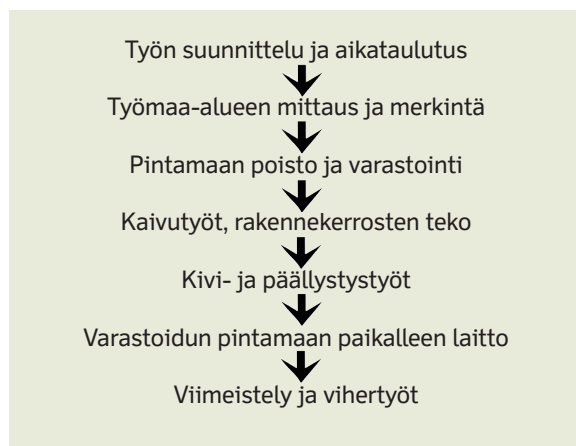 Työn suunnittelu ja aikataulutus
Työmaa-alueen mittaus ja merkintä
Pintamaan poisto ja varastointi
Kaivutyöt, rakennekerrosten teko
Kivi- ja päällystystyöt
Varastoidun pintamaan paikalleen laitto
Viimeistely ja vihertyöt